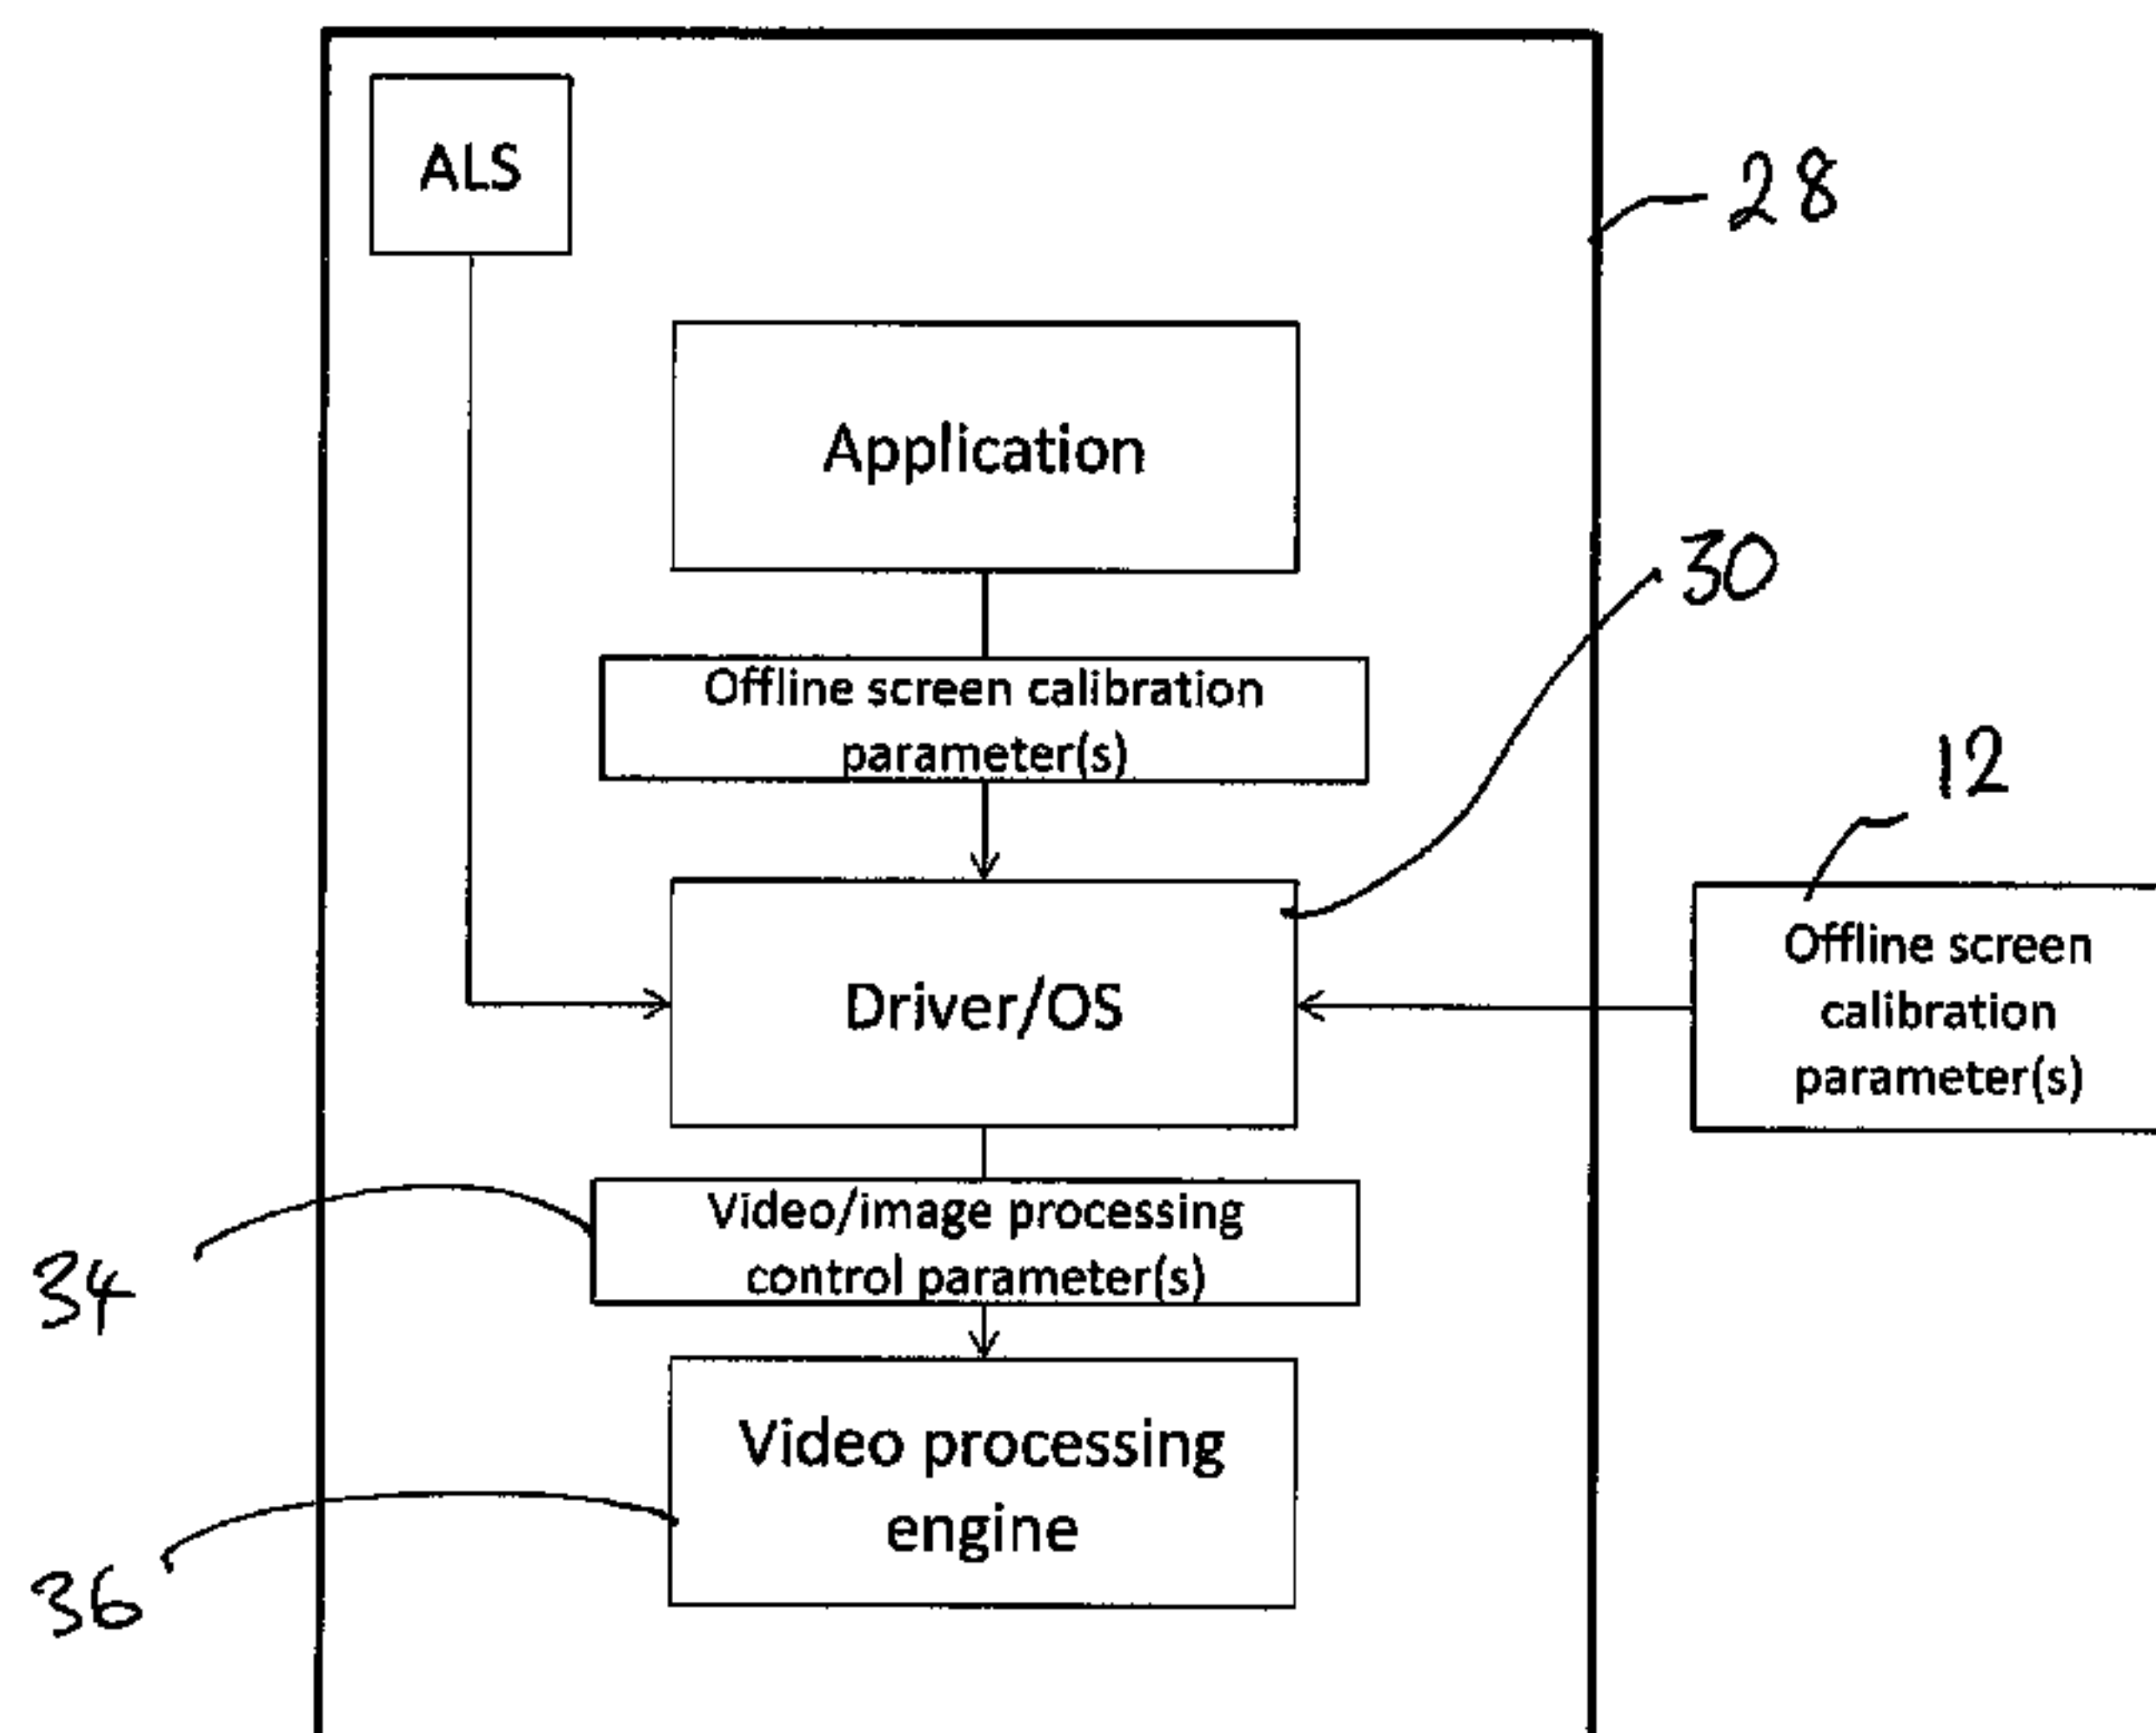 ALS
28
Application
30
Offline screen calibration
parameter(s)
12
Driver/OS
Offline screen
calibration
parameter(s)
34
Video/image processing
control parameter(s)
36
Video processing
engine